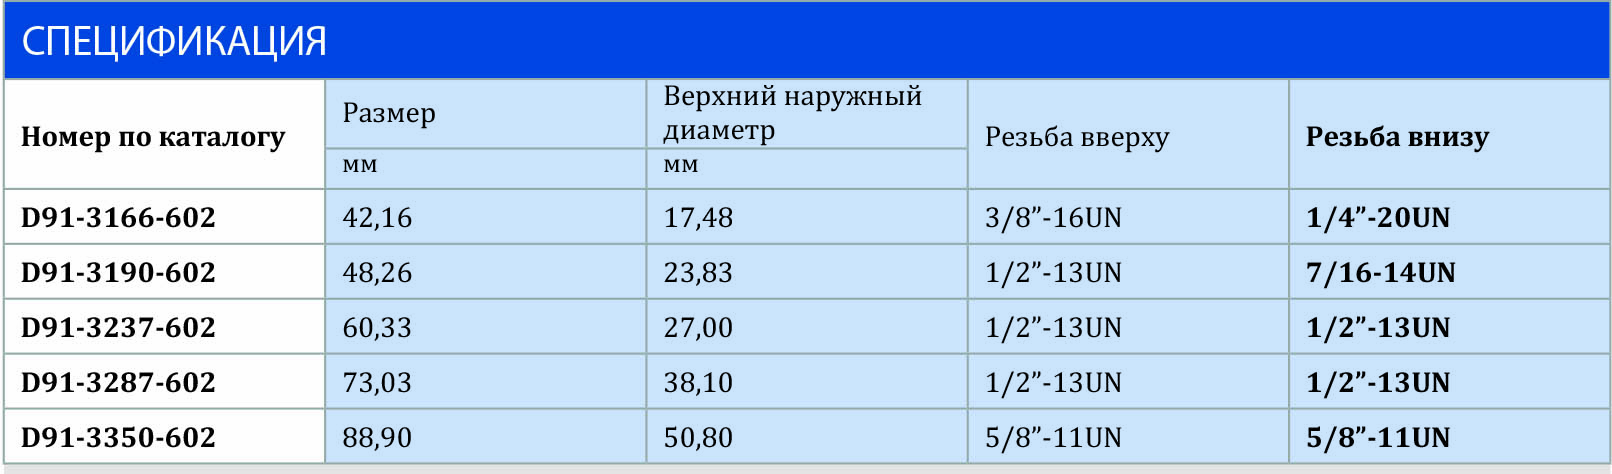 СПЕЦИФИКАЦИЯ
Номер по каталогу Размер Верхний наружный диаметр Резьба вверху Резьба внизу
мм мм
D91-3166-602 42,16 17,48 3/8”-16UN 1/4”-20UN
D91-3190-602 48,26 23,83 1/2”-13UN 7/16-14UN
D91-3237-602 60,33 27,00 1/2”-13UN 1/2”-13UN
D91-3287-602 73,03 38,10 1/2”-13UN 1/2”-13UN
D91-3350-602 88,90 50,80 5/8”-11UN 5/8”-11UN